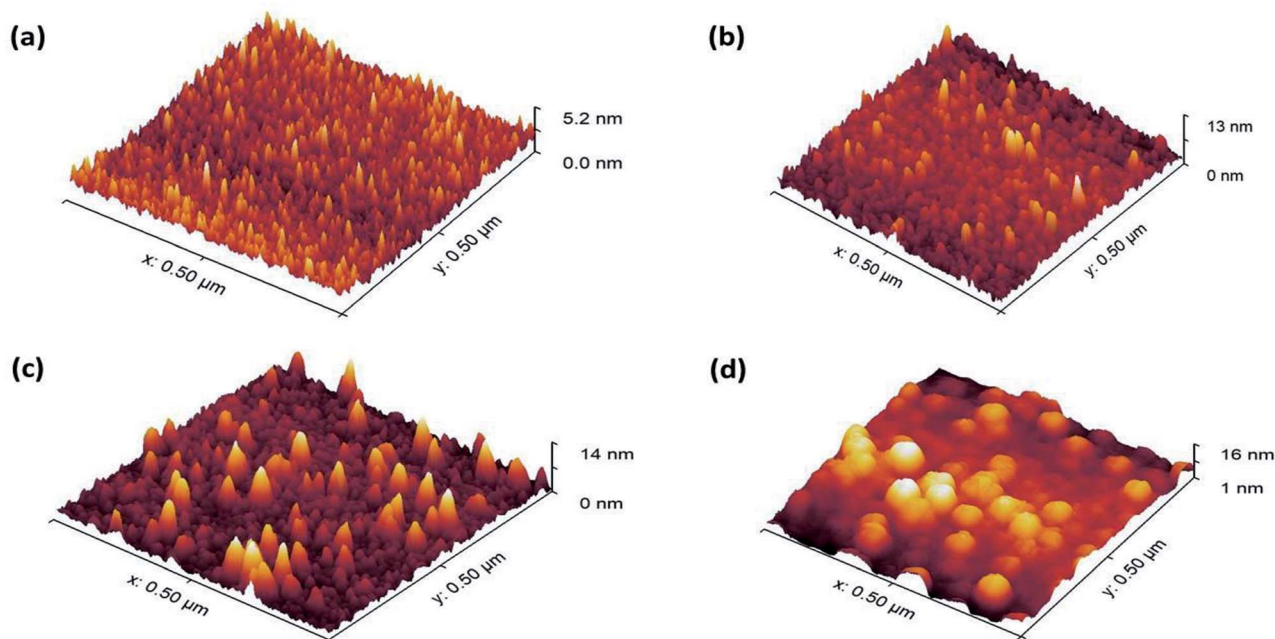 (a)
5.2 nm
0.0 nm
x: 0.50 µm
y: 0.50 µm
(b)
13 nm
0 nm
x: 0.50 µm
y: 0.50 µm
(c)
14 nm
0 nm
x: 0.50 µm
y: 0.50 µm
(d)
16 nm
1 nm
x: 0.50 µm
y: 0.50 µm